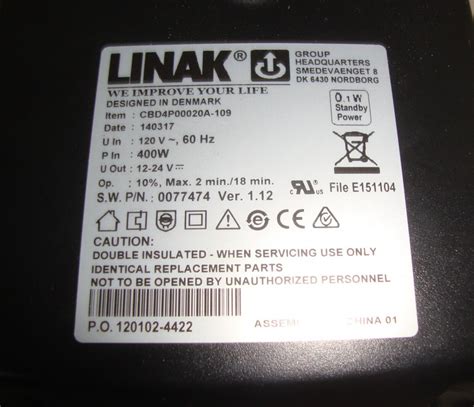 LINAK®
GROUP
HEADQUARTERS
SMEDEVAENGET 8
DK 6430 NORDBORG
WE IMPROVE YOUR LIFE
DESIGNED IN DENMARK
Item : CBD4P00020A-109
Date : 140317
U In : 120 V ~, 60 Hz
P In : 400W
U Out : 12-24 V
Op.: 10%, Max. 2 min./18 min.
S.W. P/N.: 0077474 Ver. 1.12
0.1W
Standby
Power
c UL us File E151104
CAUTION:
DOUBLE INSULATED - WHEN SERVICING USE ONLY
IDENTICAL REPLACEMENT PARTS
NOT TO BE OPENED BY UNAUTHORIZED PERSONNEL
P.O. 120102-4422
CHINA 01